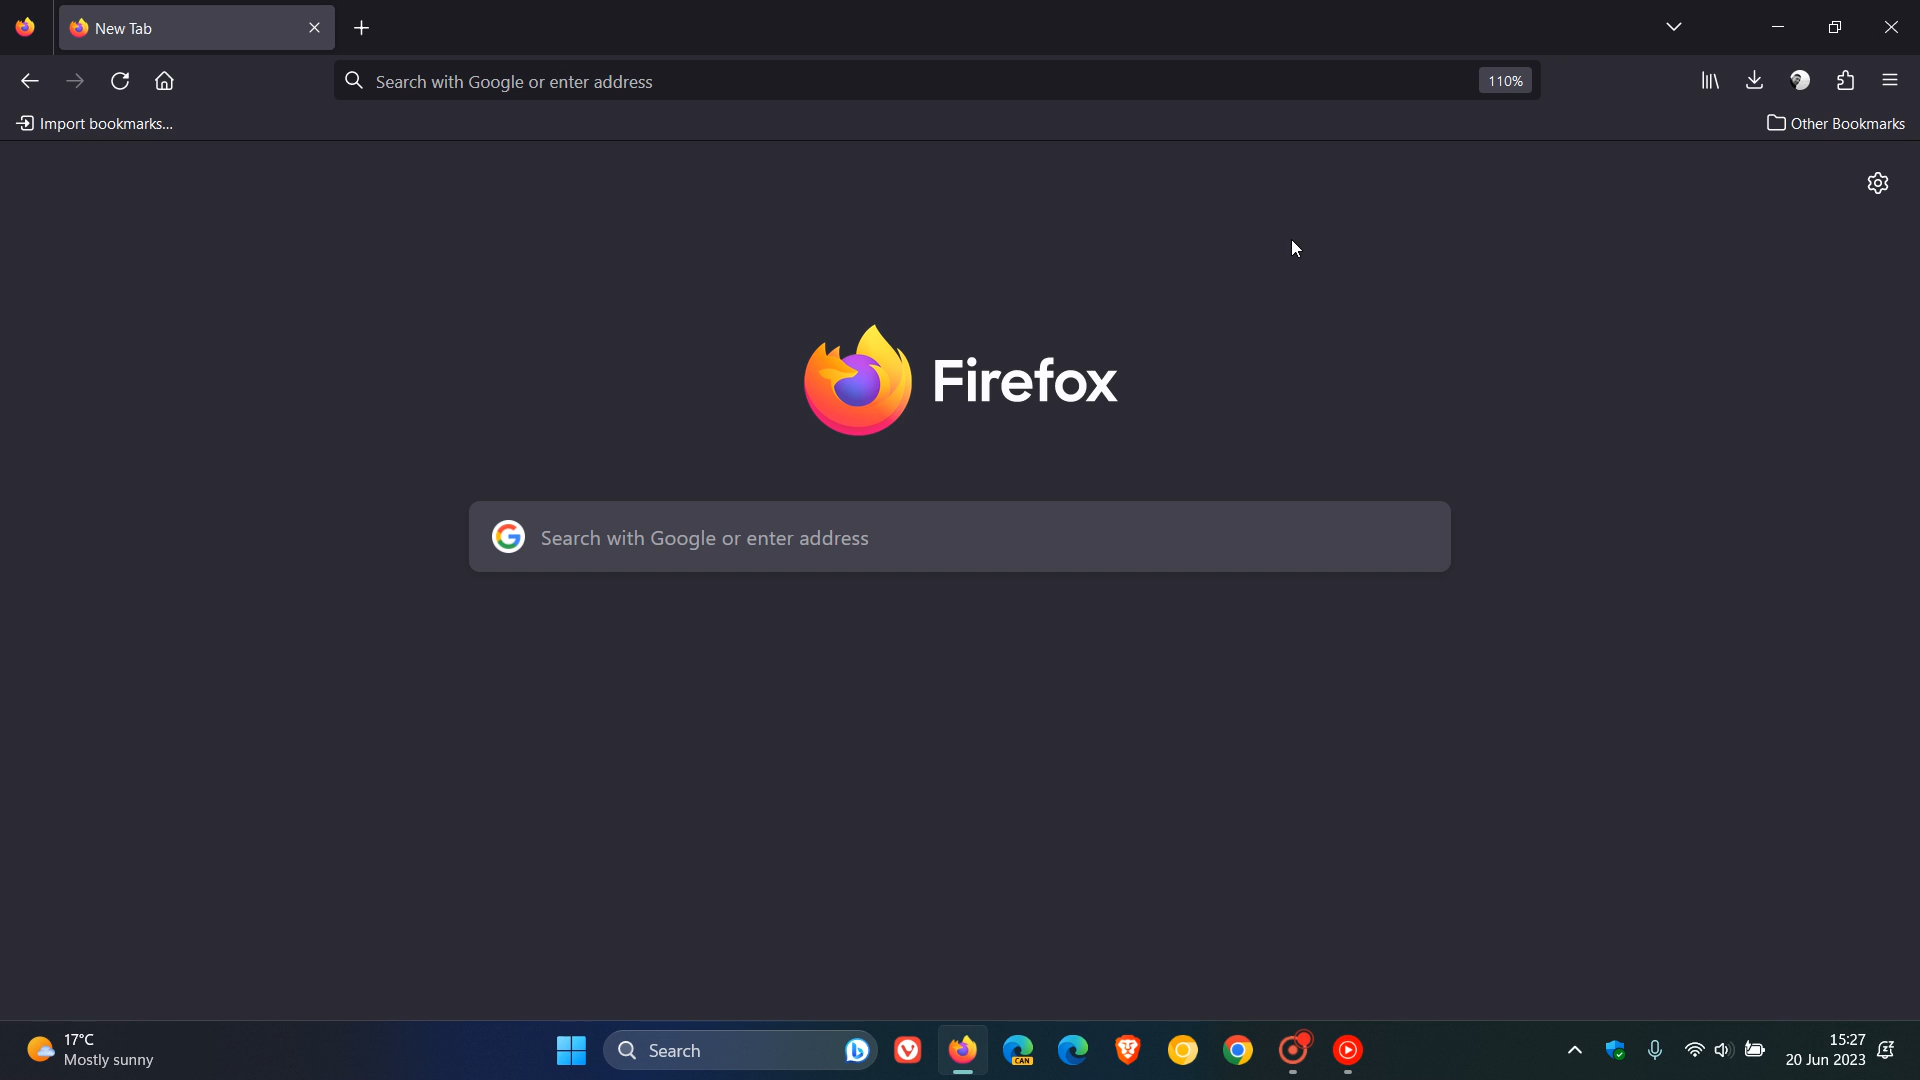 New Tab
Search with Google or enter address
110%
Import bookmarks...
Other Bookmarks
Firefox
Search with Google or enter address
17°C
Mostly sunny
Search
CAN
15:27
20 Jun 2023